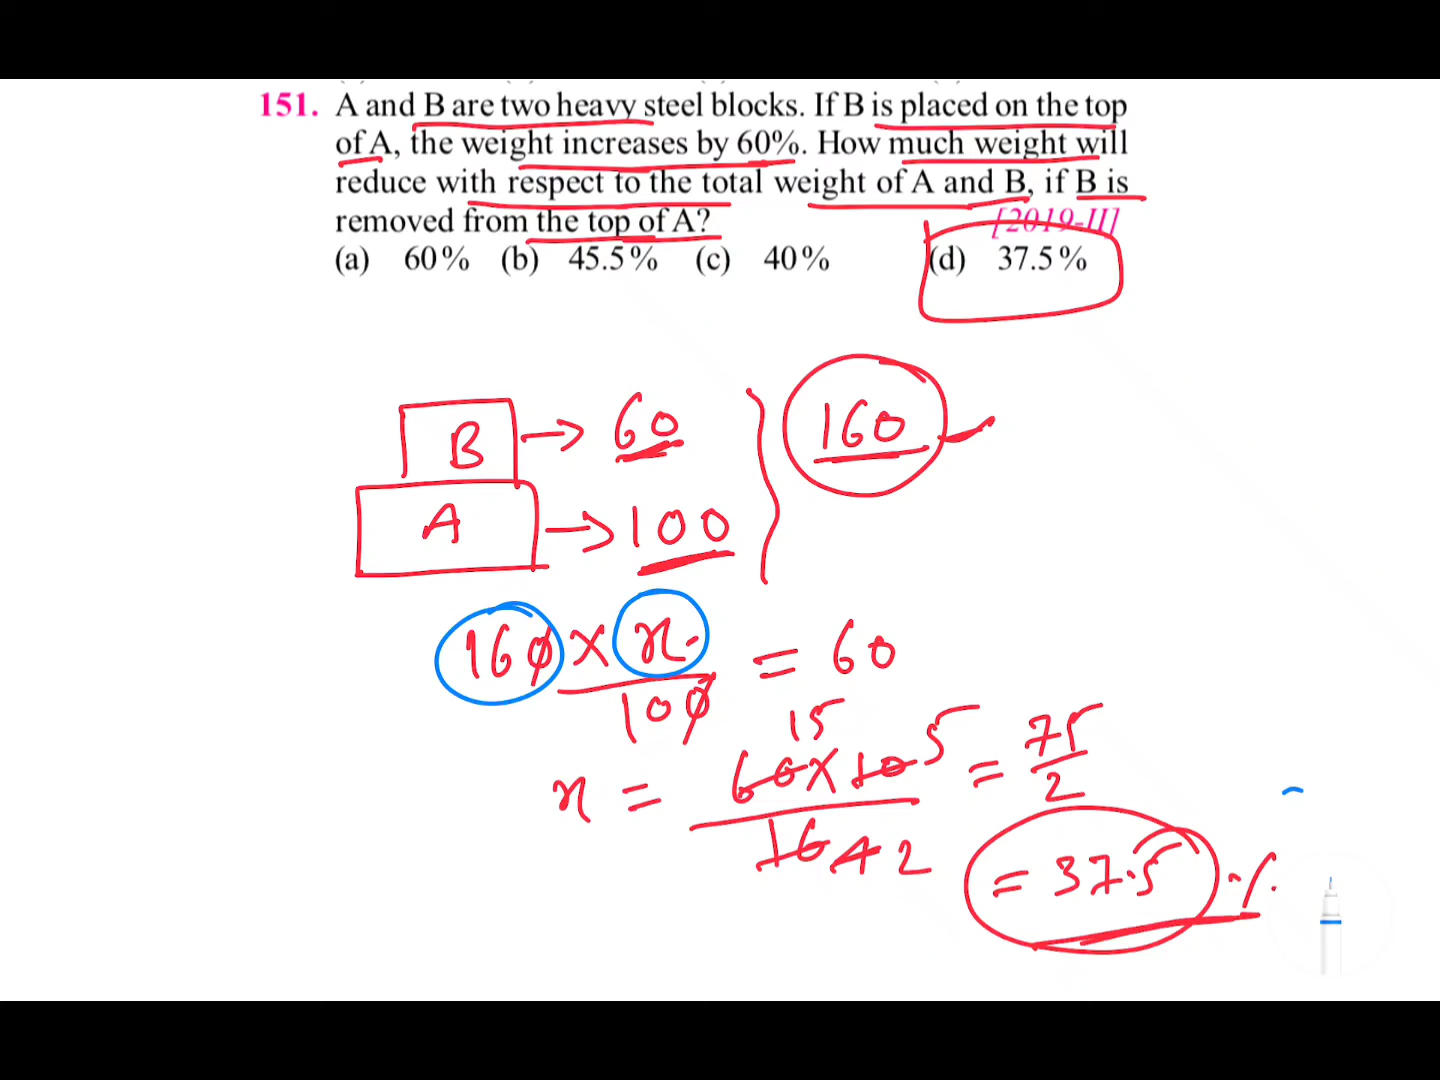 151. A and B are two heavy steel blocks. If B is placed on the top
of A, the weight increases by 60%. How much weight will
reduce with respect to the total weight of A and B, if B is
removed from the top of A? [2019-II]
(a) 60% (b) 45.5% (c) 40% (d) 37.5%
B → 60
160
A → 100
160 × x / 100 = 60
x = 60 × 10 / 16 = 75 / 2
15 5
4 2
= 37.5 %